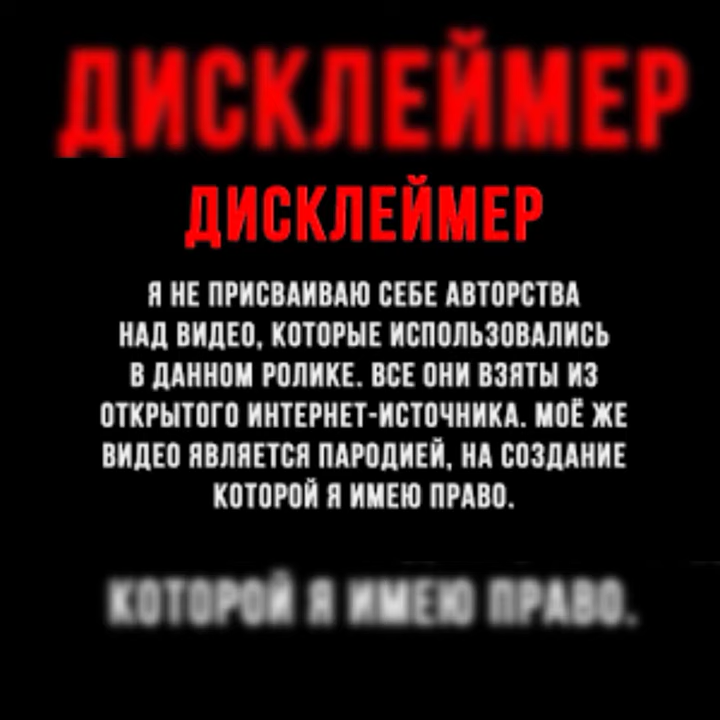 ДИСКЛЕЙМЕР
ДИСКЛЕЙМЕР
Я НЕ ПРИСВАИВАЮ СЕБЕ АВТОРСТВА
НАД ВИДЕО, КОТОРЫЕ ИСПОЛЬЗОВАЛИСЬ
В ДАННОМ РОЛИКЕ. ВСЕ ОНИ ВЗЯТЫ ИЗ
ОТКРЫТОГО ИНТЕРНЕТ-ИСТОЧНИКА. МОЁ ЖЕ
ВИДЕО ЯВЛЯЕТСЯ ПАРОДИЕЙ, НА СОЗДАНИЕ
КОТОРОЙ Я ИМЕЮ ПРАВО.
КОТОРОЙ Я ИМЕЮ ПРАВО.